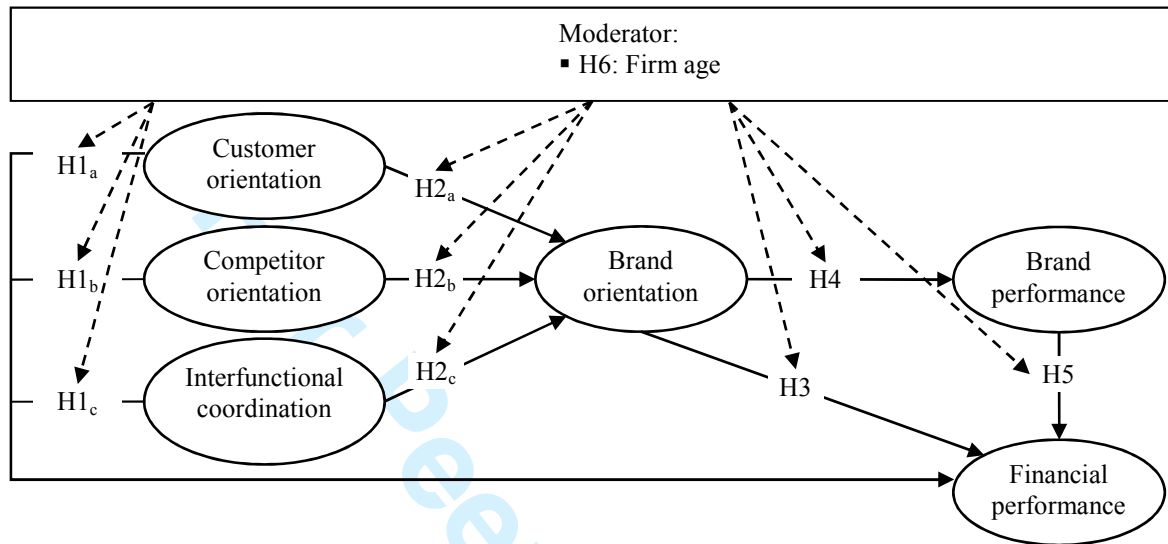 Moderator:
▪ H6: Firm age
H1a
Customer
orientation
H2a
H1b
Competitor
orientation
H2b
Brand
orientation
H4
Brand
performance
H1c
Interfunctional
coordination
H2c
H3
H5
Financial
performance